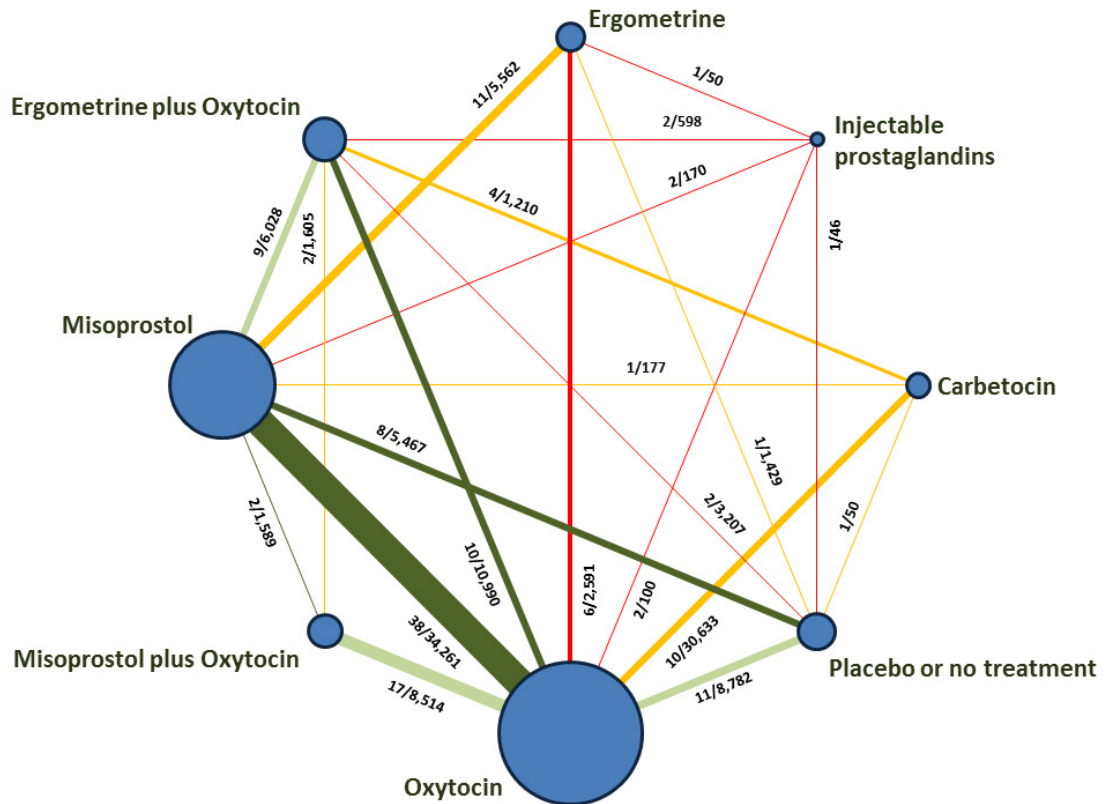 Ergometrine
11/5,562
1/50
Ergometrine plus Oxytocin
2/598
Injectable
prostaglandins
2/170
4/1,210
9/6,028
2/1,605
1/46
Misoprostol
1/177
Carbetocin
8/5,467
1/1,429
2/1,589
2/3,207
1/50
10/10,990
6/2,591
2/100
38/34,261
10/30,633
Misoprostol plus Oxytocin
Placebo or no treatment
17/8,514
11/8,782
Oxytocin